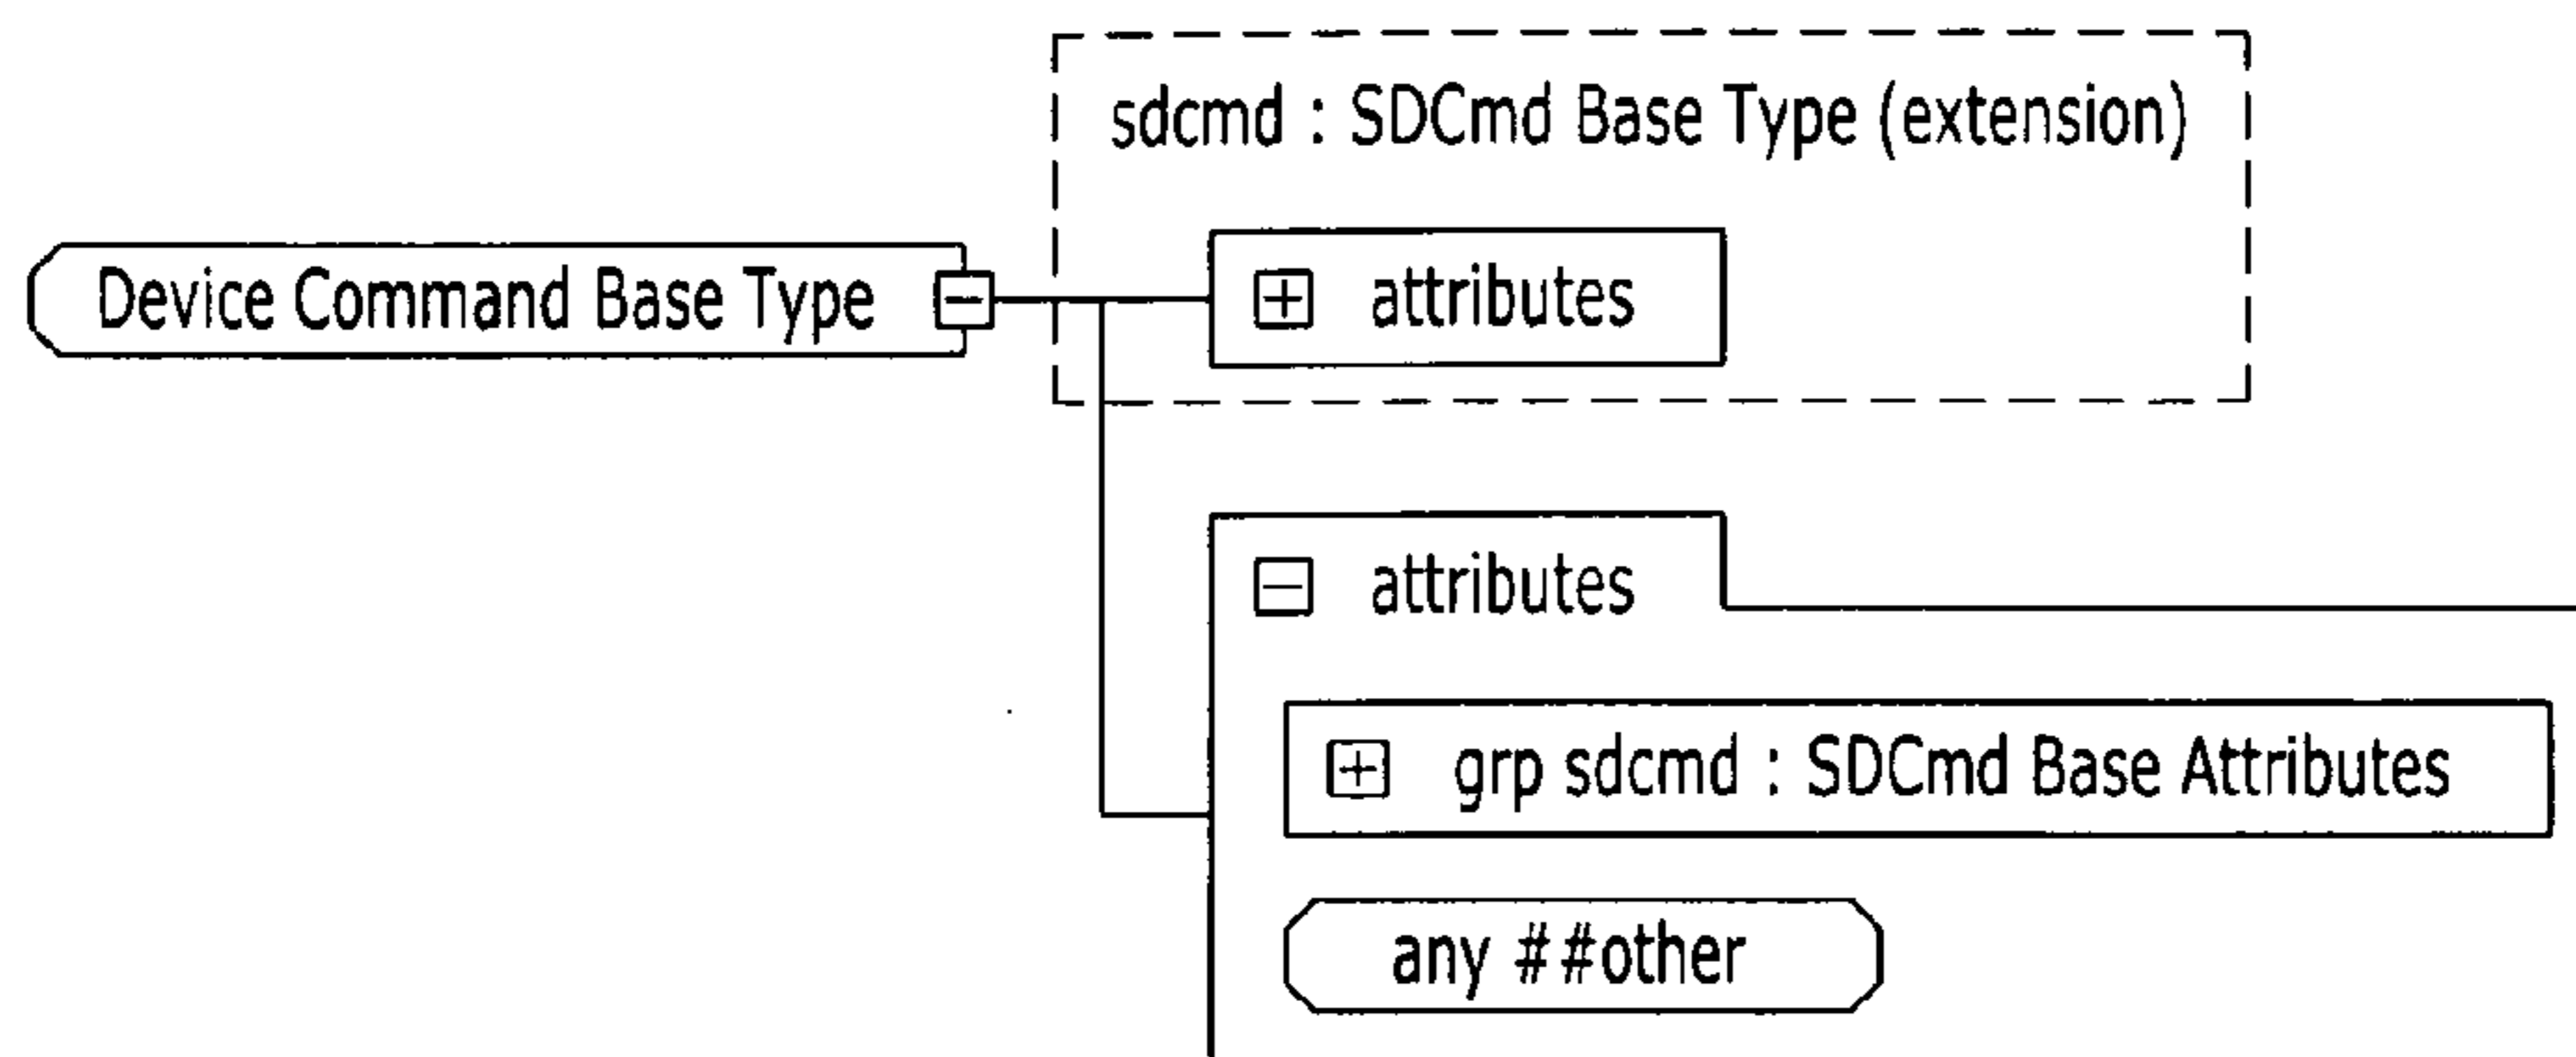 sdcmd : SDCmd Base Type (extension)
Device Command Base Type
attributes
attributes
grp sdcmd : SDCmd Base Attributes
any ##other